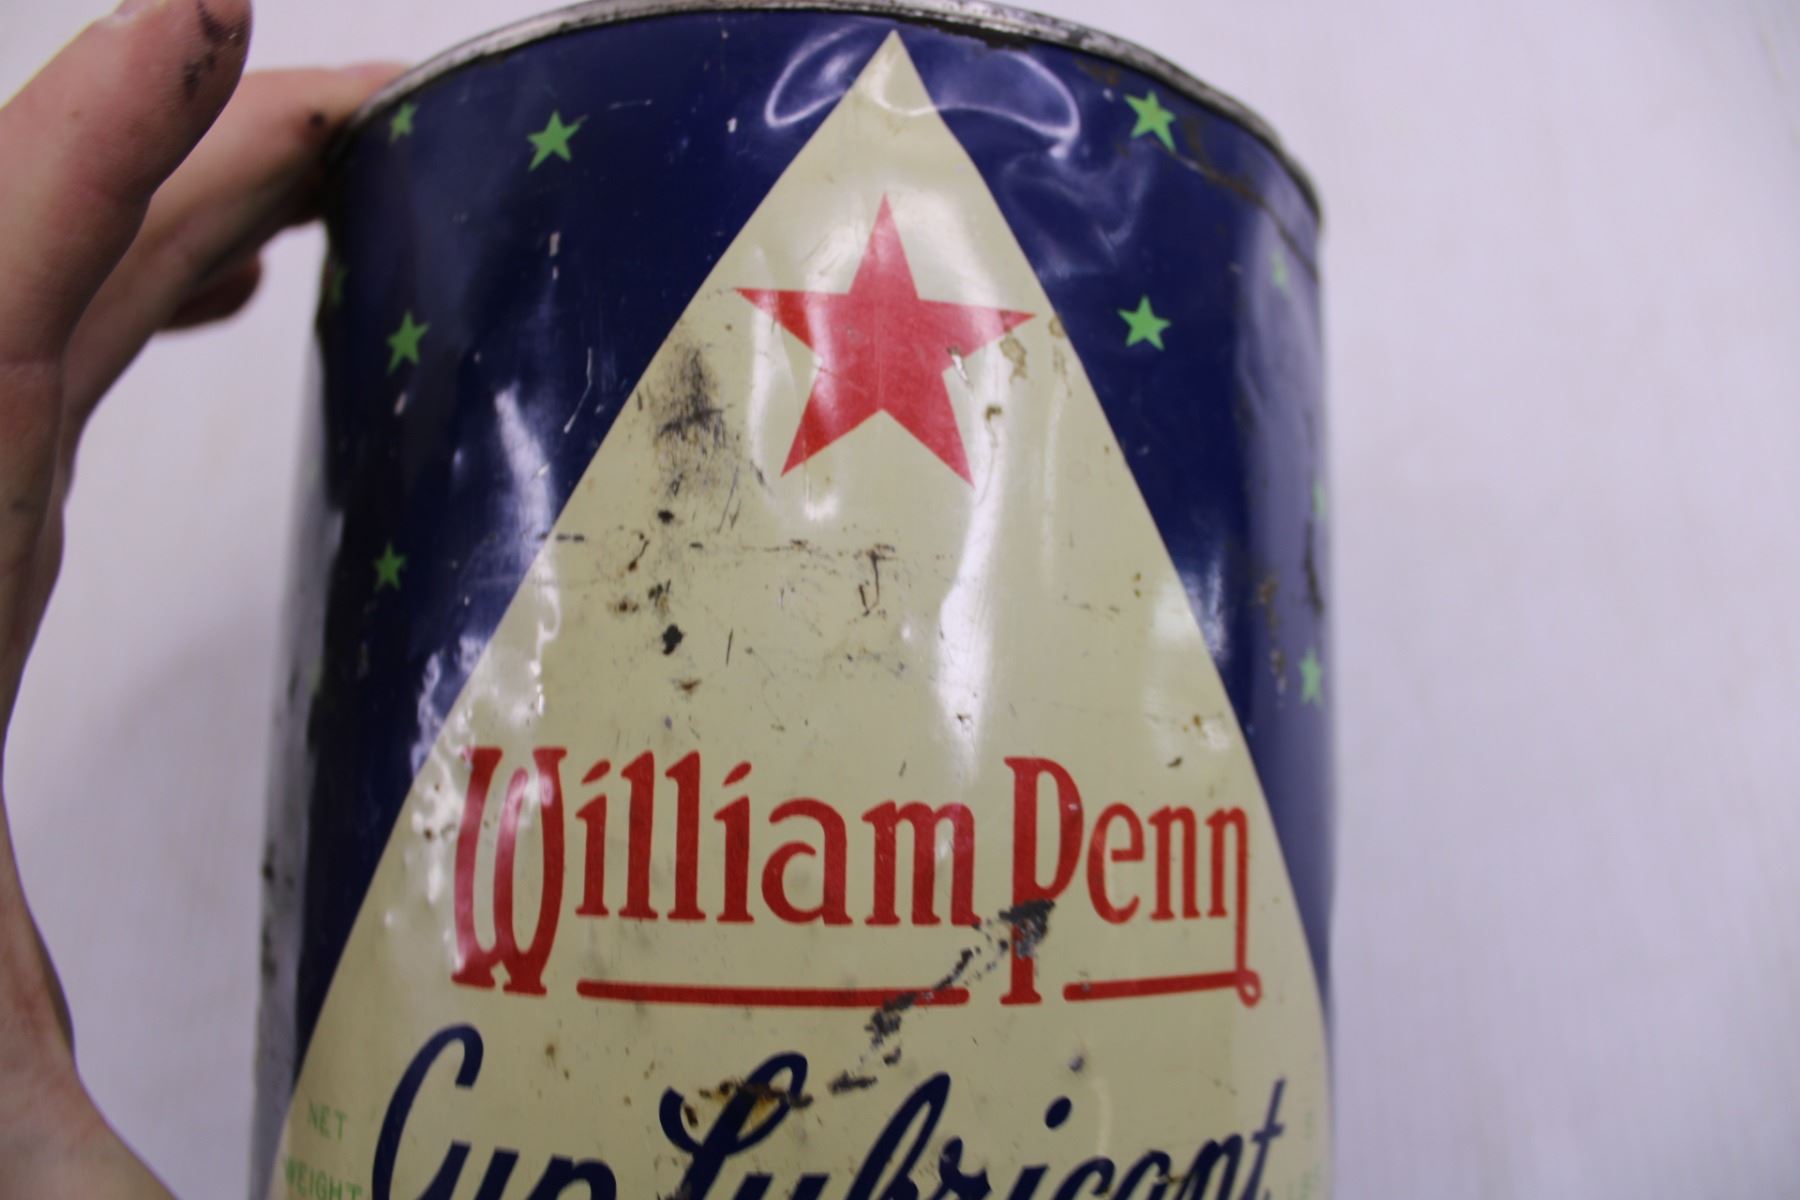 William Penn
Cup Lubricant
NET
WEIGHT